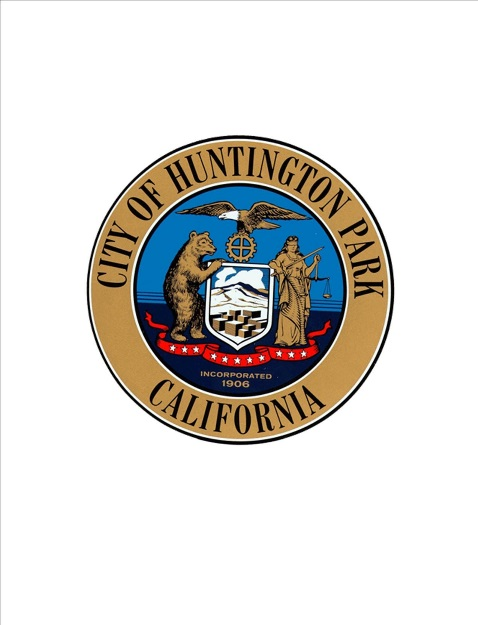 CITY OF HUNTINGTON PARK
INCORPORATED
1906
CALIFORNIA